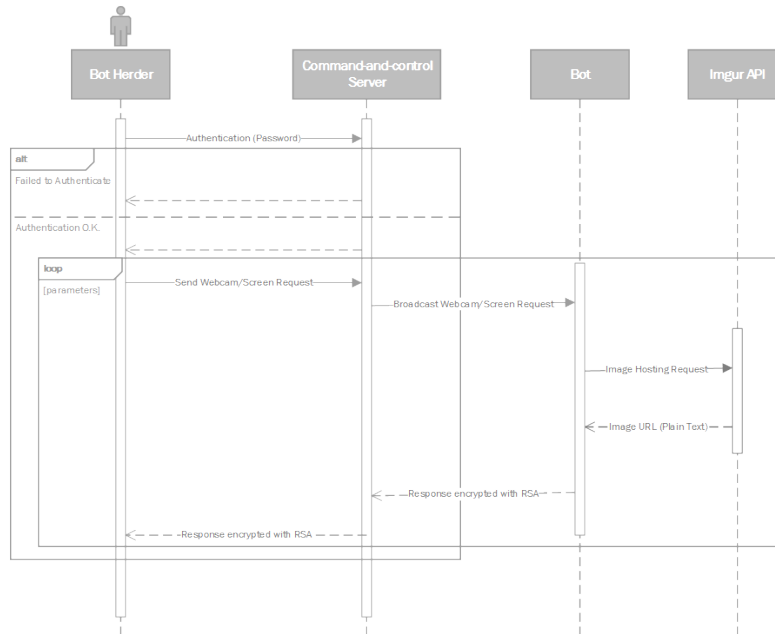 Bot Herder
Command-and-control
Server
Bot
Imgur API
Authentication (Password)
alt
Failed to Authenticate
Authentication O.K.
loop
[parameters]
Send Webcam/Screen Request
Broadcast Webcam/Screen Request
Image Hosting Request
Image URL (Plain Text)
Response encrypted with RSA
Response encrypted with RSA